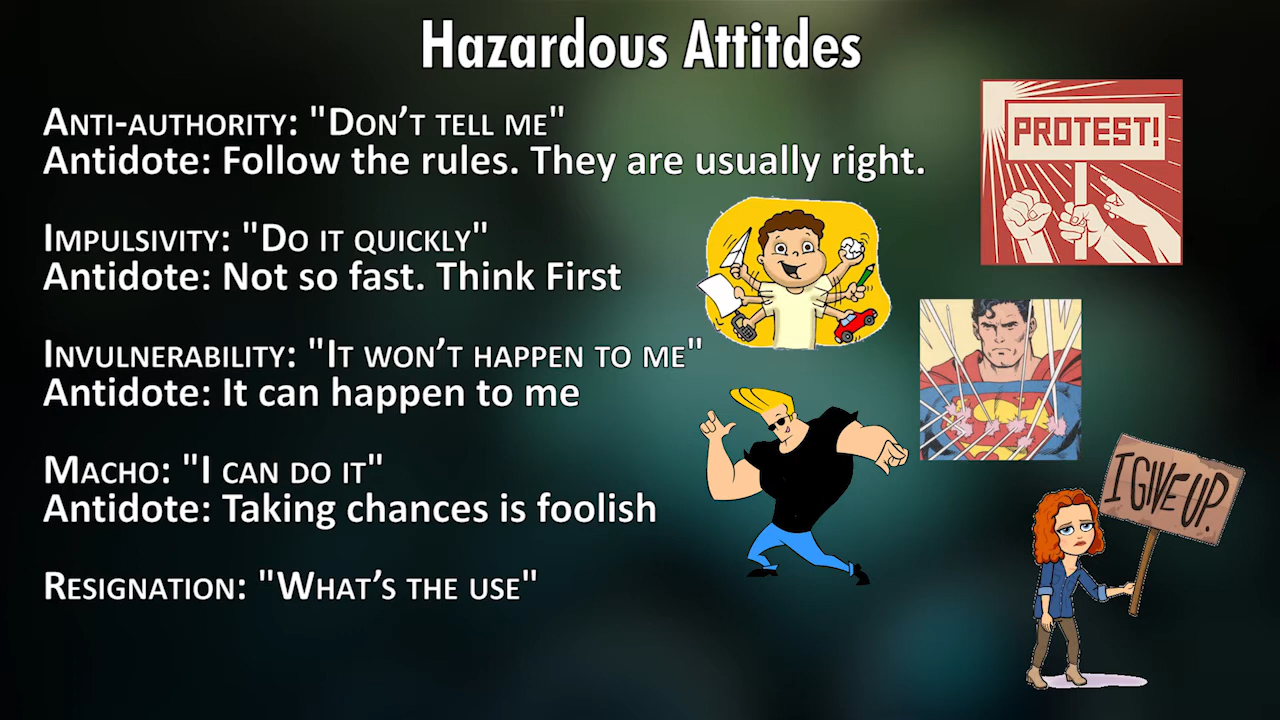 Hazardous Attitdes
ANTI-AUTHORITY: "DON’T TELL ME"
Antidote: Follow the rules. They are usually right.
PROTEST!
IMPULSIVITY: "DO IT QUICKLY"
Antidote: Not so fast. Think First
INVULNERABILITY: "IT WON’T HAPPEN TO ME"
Antidote: It can happen to me
MACHO: "I CAN DO IT"
Antidote: Taking chances is foolish
I GIVE UP.
RESIGNATION: "WHAT’S THE USE"